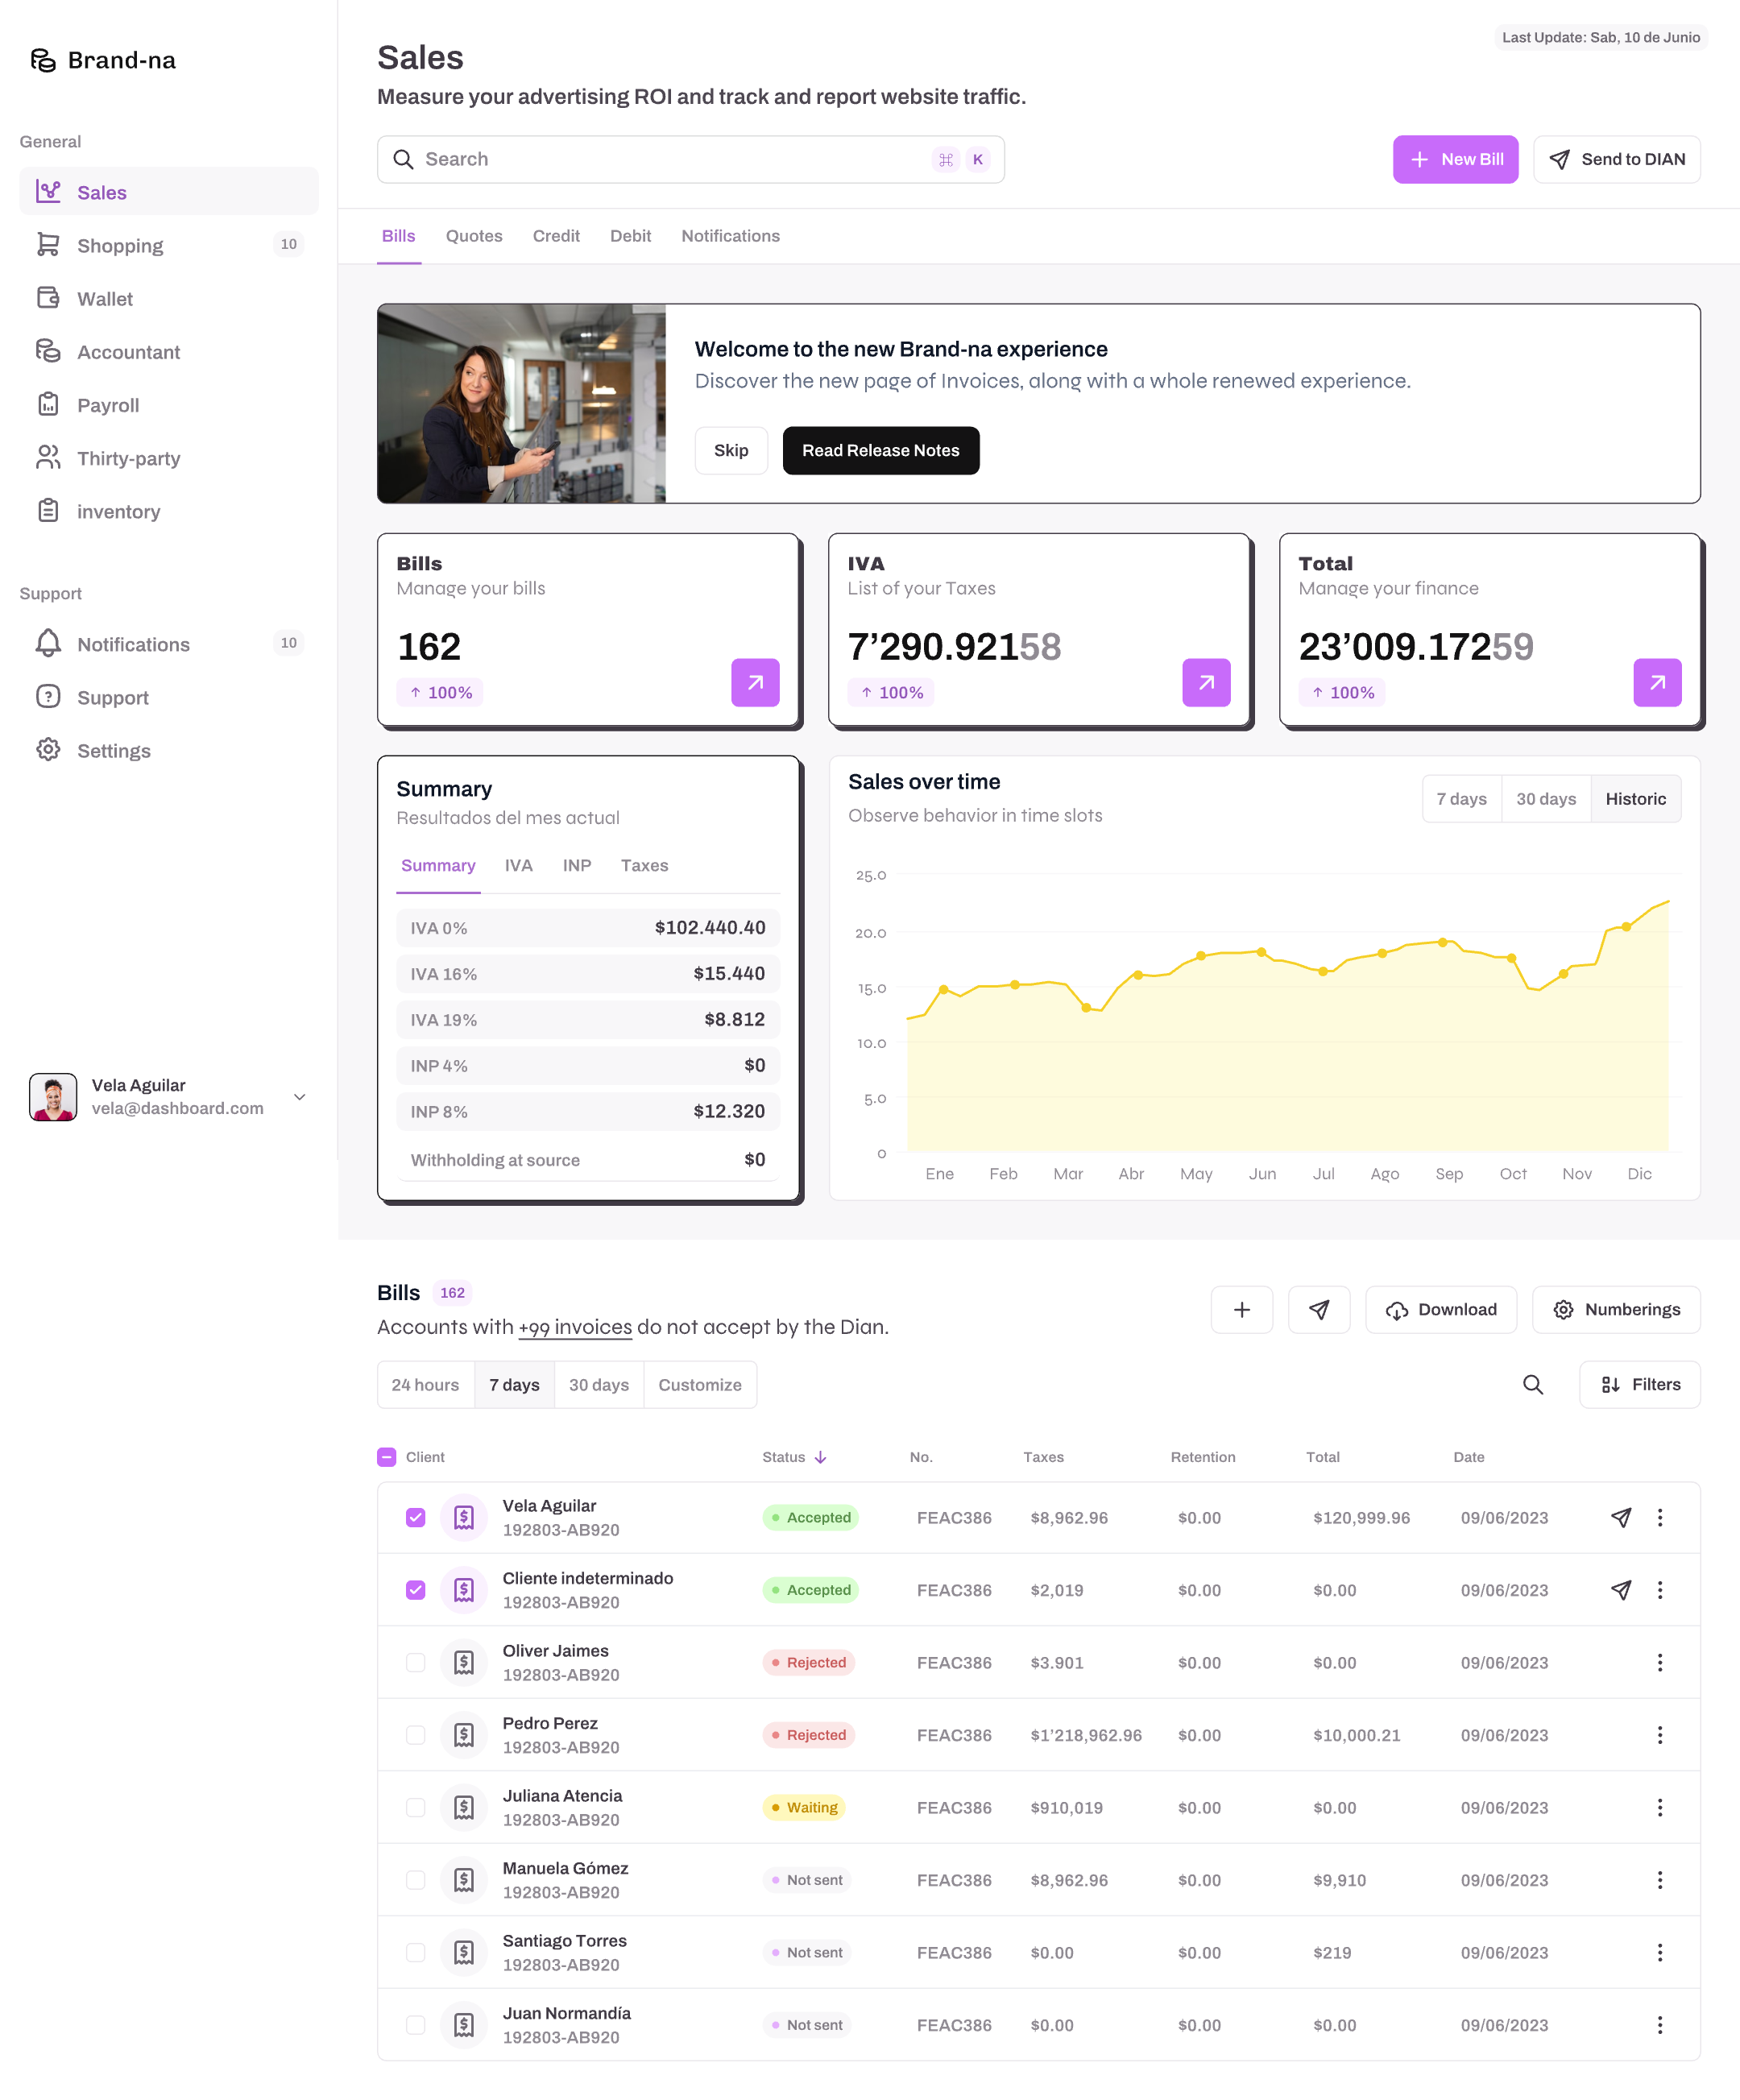 Brand-na
General
Sales
Shopping 10
Wallet
Accountant
Payroll
Thirty-party
inventory
Support
Notifications 10
Support
Settings
Vela Aguilar
vela@dashboard.com
Last Update: Sab, 10 de Junio
Sales
Measure your advertising ROI and track and report website traffic.
Search ⌘ K
New Bill Send to DIAN
Bills Quotes Credit Debit Notifications
Welcome to the new Brand-na experience
Discover the new page of Invoices, along with a whole renewed experience.
Skip Read Release Notes
Bills
Manage your bills
162
↑ 100%
IVA
List of your Taxes
7’290.92158
↑ 100%
Total
Manage your finance
23’009.17259
↑ 100%
Summary
Resultados del mes actual
Summary IVA INP Taxes
IVA 0% $102.440.40
IVA 16% $15.440
IVA 19% $8.812
INP 4% $0
INP 8% $12.320
Withholding at source $0
Sales over time
Observe behavior in time slots
7 days 30 days Historic
25.0
20.0
15.0
10.0
5.0
0
Ene Feb Mar Abr May Jun Jul Ago Sep Oct Nov Dic
Bills 162
Accounts with +99 invoices do not accept by the Dian.
Download Numberings
24 hours 7 days 30 days Customize
Filters
Client Status No. Taxes Retention Total Date
Vela Aguilar
192803-AB920
Accepted FEAC386 $8,962.96 $0.00 $120,999.96 09/06/2023
Cliente indeterminado
192803-AB920
Accepted FEAC386 $2,019 $0.00 $0.00 09/06/2023
Oliver Jaimes
192803-AB920
Rejected FEAC386 $3.901 $0.00 $0.00 09/06/2023
Pedro Perez
192803-AB920
Rejected FEAC386 $1’218,962.96 $0.00 $10,000.21 09/06/2023
Juliana Atencia
192803-AB920
Waiting FEAC386 $910,019 $0.00 $0.00 09/06/2023
Manuela Gómez
192803-AB920
Not sent FEAC386 $8,962.96 $0.00 $9,910 09/06/2023
Santiago Torres
192803-AB920
Not sent FEAC386 $0.00 $0.00 $219 09/06/2023
Juan Normandía
192803-AB920
Not sent FEAC386 $0.00 $0.00 $0.00 09/06/2023